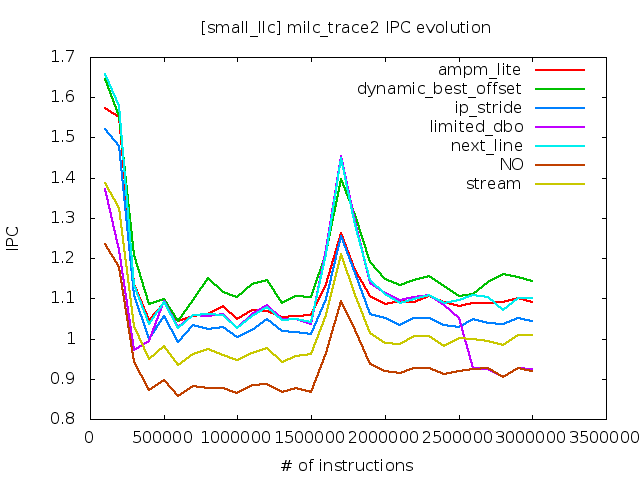 [small_llc] milc_trace2 IPC evolution
1.7
1.6
1.5
1.4
1.3
1.2
1.1
1
0.9
0.8
IPC
ampm_lite
dynamic_best_offset
ip_stride
limited_dbo
next_line
NO
stream
0 500000 1000000 1500000 2000000 2500000 3000000 3500000
# of instructions